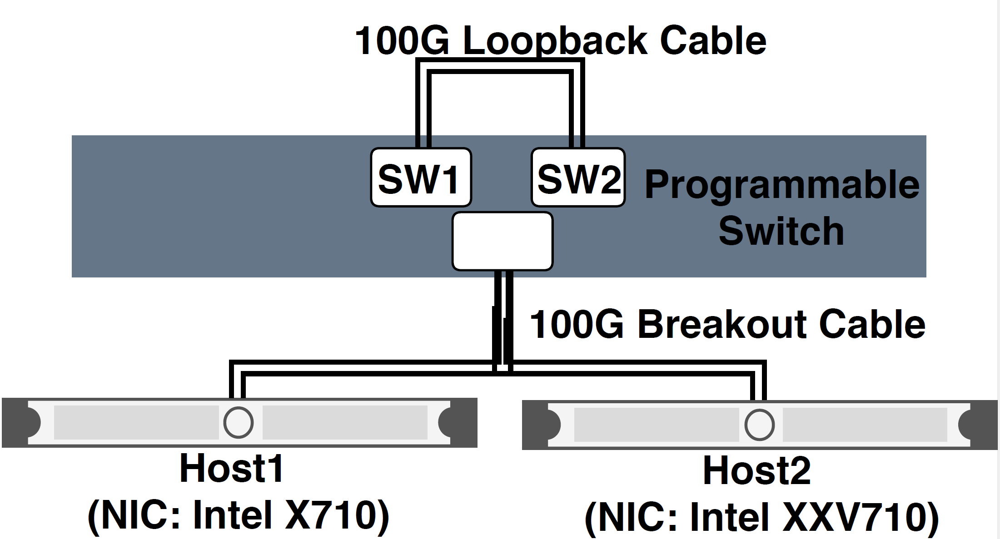 100G Loopback Cable
SW1
SW2
Programmable
Switch
100G Breakout Cable
Host1
(NIC: Intel X710)
Host2
(NIC: Intel XXV710)